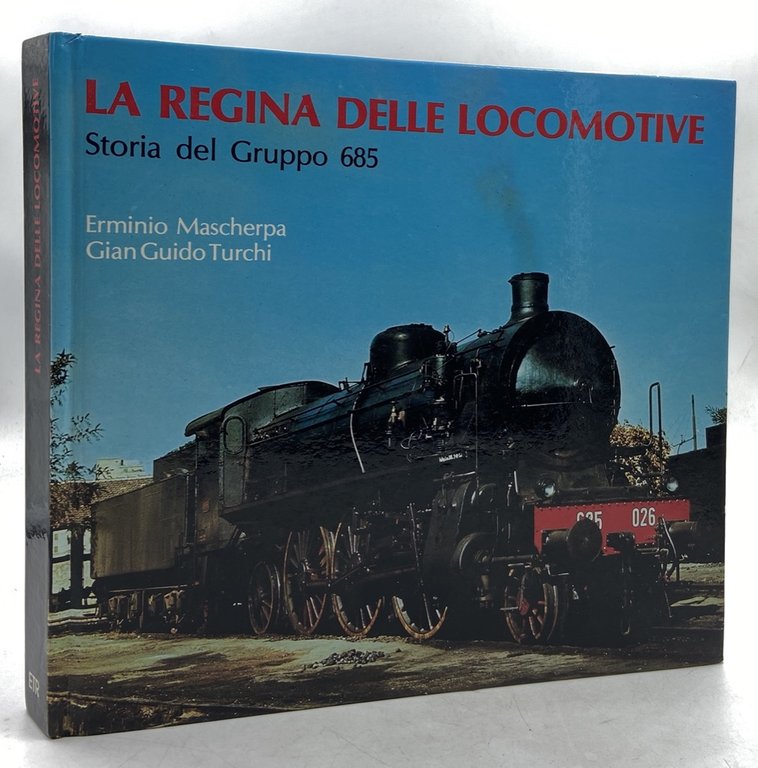 LA REGINA DELLE LOCOMOTIVE
Storia del Gruppo 685
Erminio Mascherpa
Gian Guido Turchi
685 026
LA REGINA DELLE LOCOMOTIVE
ETR